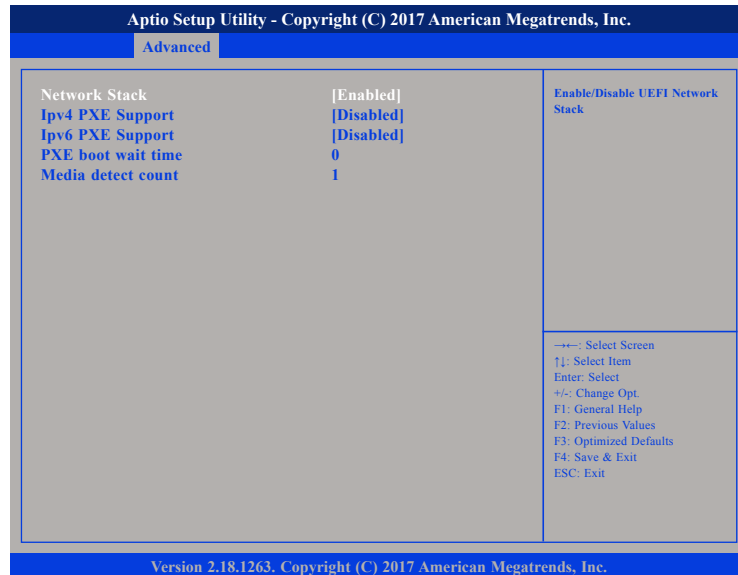 Aptio Setup Utility - Copyright (C) 2017 American Megatrends, Inc.
Advanced
Network Stack [Enabled]
Ipv4 PXE Support [Disabled]
Ipv6 PXE Support [Disabled]
PXE boot wait time 0
Media detect count 1
Enable/Disable UEFI Network
Stack
→←: Select Screen
↑↓: Select Item
Enter: Select
+/-: Change Opt.
F1: General Help
F2: Previous Values
F3: Optimized Defaults
F4: Save & Exit
ESC: Exit
Version 2.18.1263. Copyright (C) 2017 American Megatrends, Inc.